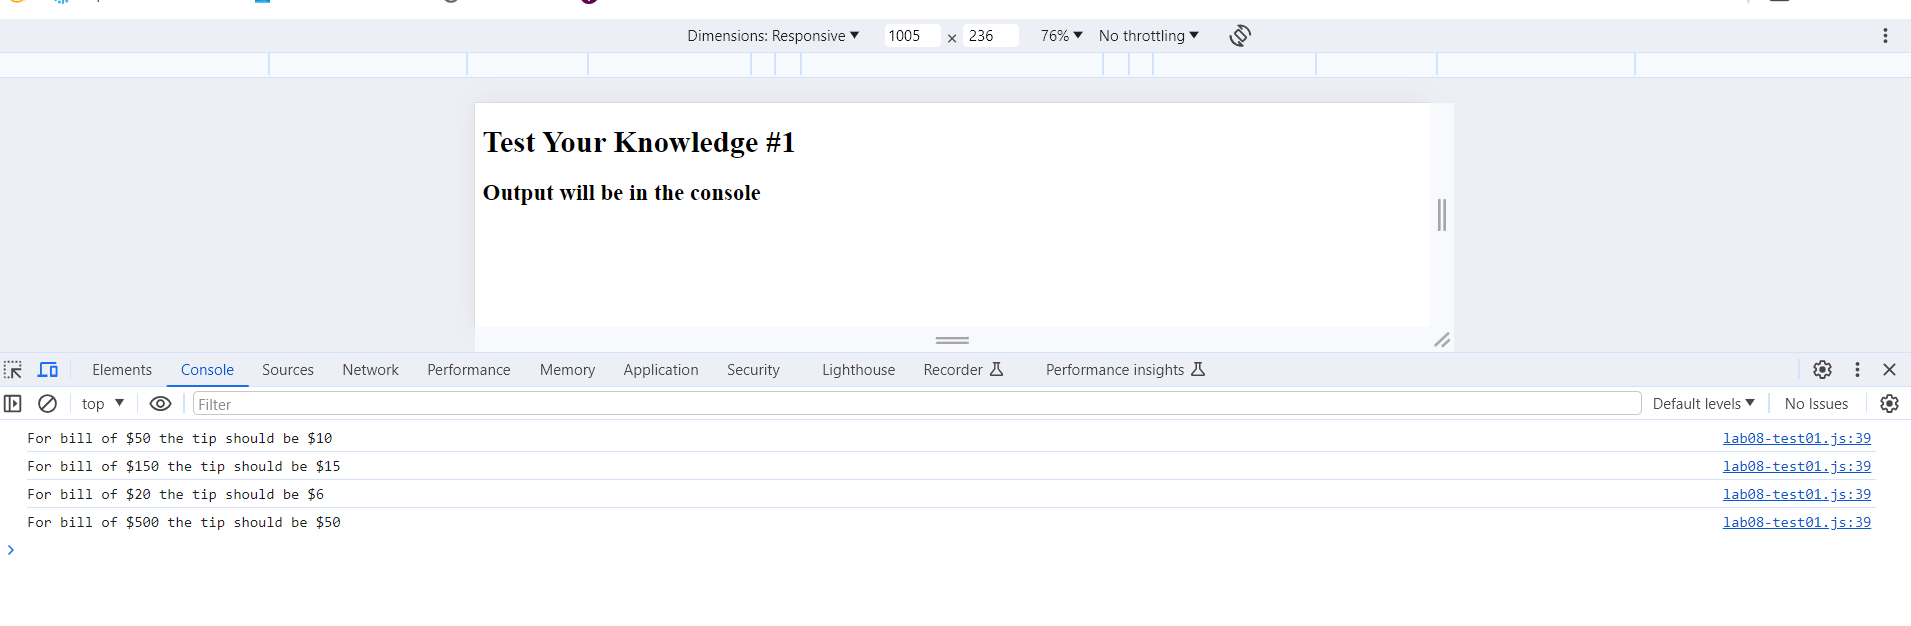 Dimensions: Responsive ▼ 1005 × 236 76% ▼ No throttling ▼
Test Your Knowledge #1
Output will be in the console
Elements Console Sources Network Performance Memory Application Security Lighthouse Recorder Performance insights
top ▼ Filter Default levels ▼ No Issues
For bill of $50 the tip should be $10 lab08-test01.js:39
For bill of $150 the tip should be $15 lab08-test01.js:39
For bill of $20 the tip should be $6 lab08-test01.js:39
For bill of $500 the tip should be $50 lab08-test01.js:39